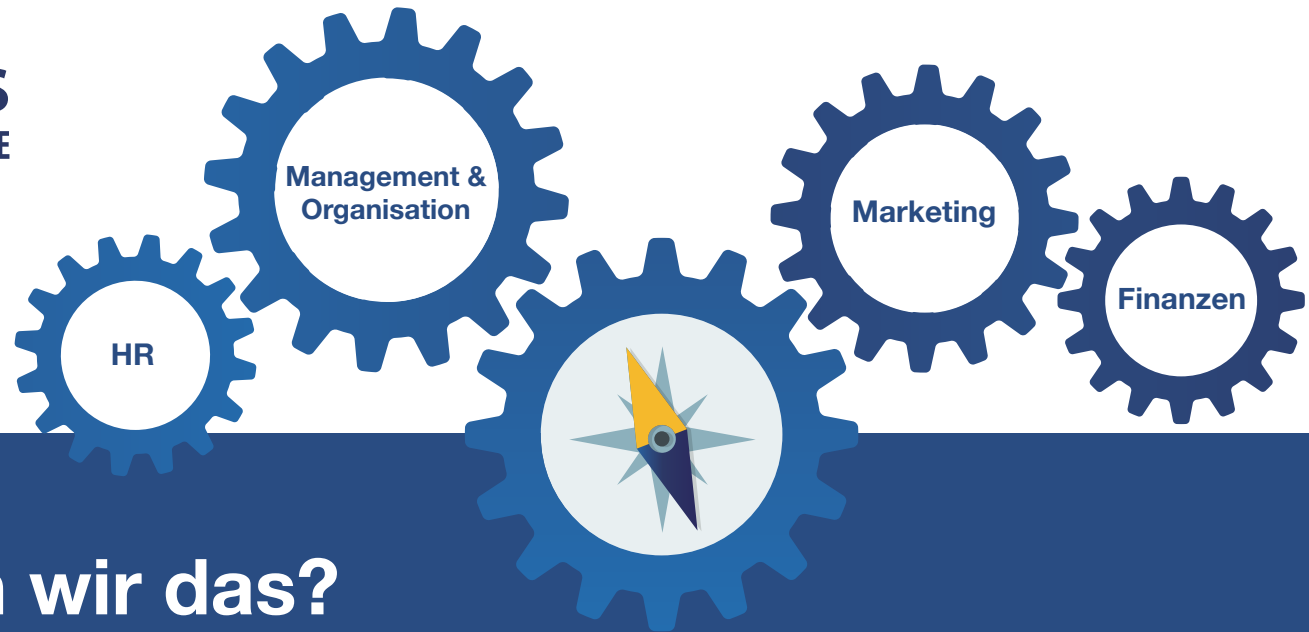 S
E
Management &
Organisation
Marketing
Finanzen
HR
wir das?